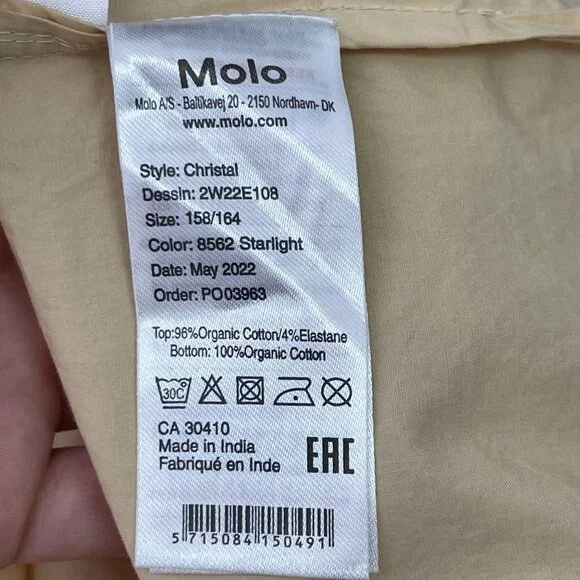 Molo
Molo A/S - Baltikavej 20 - 2150 Nordhavn- DK
www.molo.com
Style: Christal
Dessin: 2W22E108
Size: 158/164
Color: 8562 Starlight
Date: May 2022
Order: PO03963
Top:96%Organic Cotton/4%Elastane
Bottom: 100%Organic Cotton
30C
CA 30410
Made in India
Fabriqué en Inde
EAC
5 715084 150491